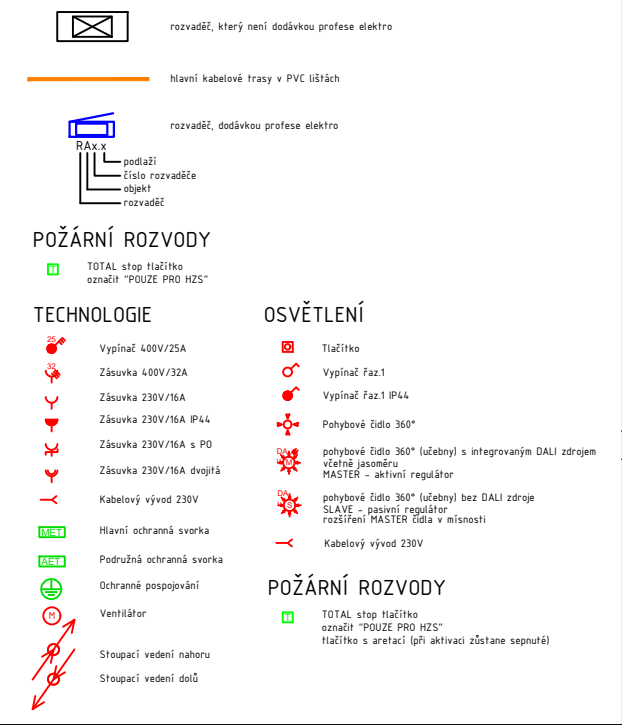 rozvaděč, který není dodávkou profese elektro
hlavní kabelové trasy v PVC lištách
rozvaděč, dodávkou profese elektro
RAx.x
podlaží
číslo rozvaděče
objekt
rozvaděč
POŽÁRNÍ ROZVODY
T
TOTAL stop tlačítko
označit "POUZE PRO HZS"
TECHNOLOGIE
25
Vypínač 400V/25A
32
Zásuvka 400V/32A
Zásuvka 230V/16A
Zásuvka 230V/16A IP44
Zásuvka 230V/16A s PO
Zásuvka 230V/16A dvojitá
Kabelový vývod 230V
MET
Hlavní ochranná svorka
AET
Podružná ochranná svorka
Ochranné pospojování
M
Ventilátor
Stoupací vedení nahoru
Stoupací vedení dolů
OSVĚTLENÍ
Tlačítko
Vypínač řaz.1
Vypínač řaz.1 IP44
Pohybové čidlo 360°
DA
M
pohybové čidlo 360° (učebny) s integrovaným DALI zdrojem
včetně jasoměru
MASTER - aktivní regulátor
DA
S
pohybové čidlo 360° (učebny) bez DALI zdroje
SLAVE - pasivní regulátor
rozšíření MASTER čidla v mísnosti
Kabelový vývod 230V
POŽÁRNÍ ROZVODY
T
TOTAL stop tlačítko
označit "POUZE PRO HZS"
tlačítko s aretací (při aktivaci zůstane sepnuté)